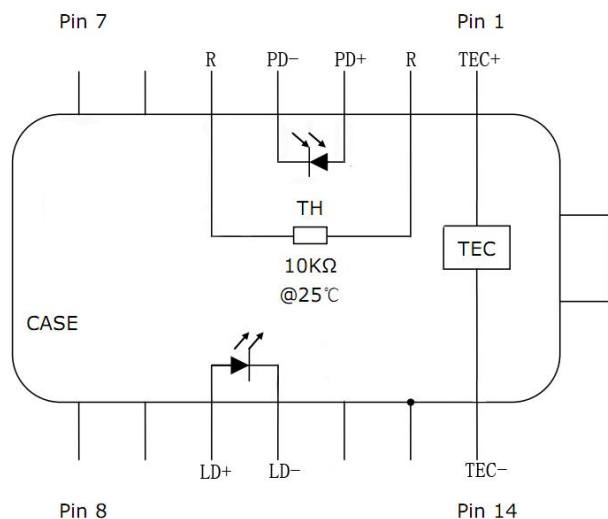 Pin 7 Pin 1
R PD- PD+ R TEC+
TH
TEC
10KΩ
@25℃
CASE
LD+ LD- TEC-
Pin 8 Pin 14